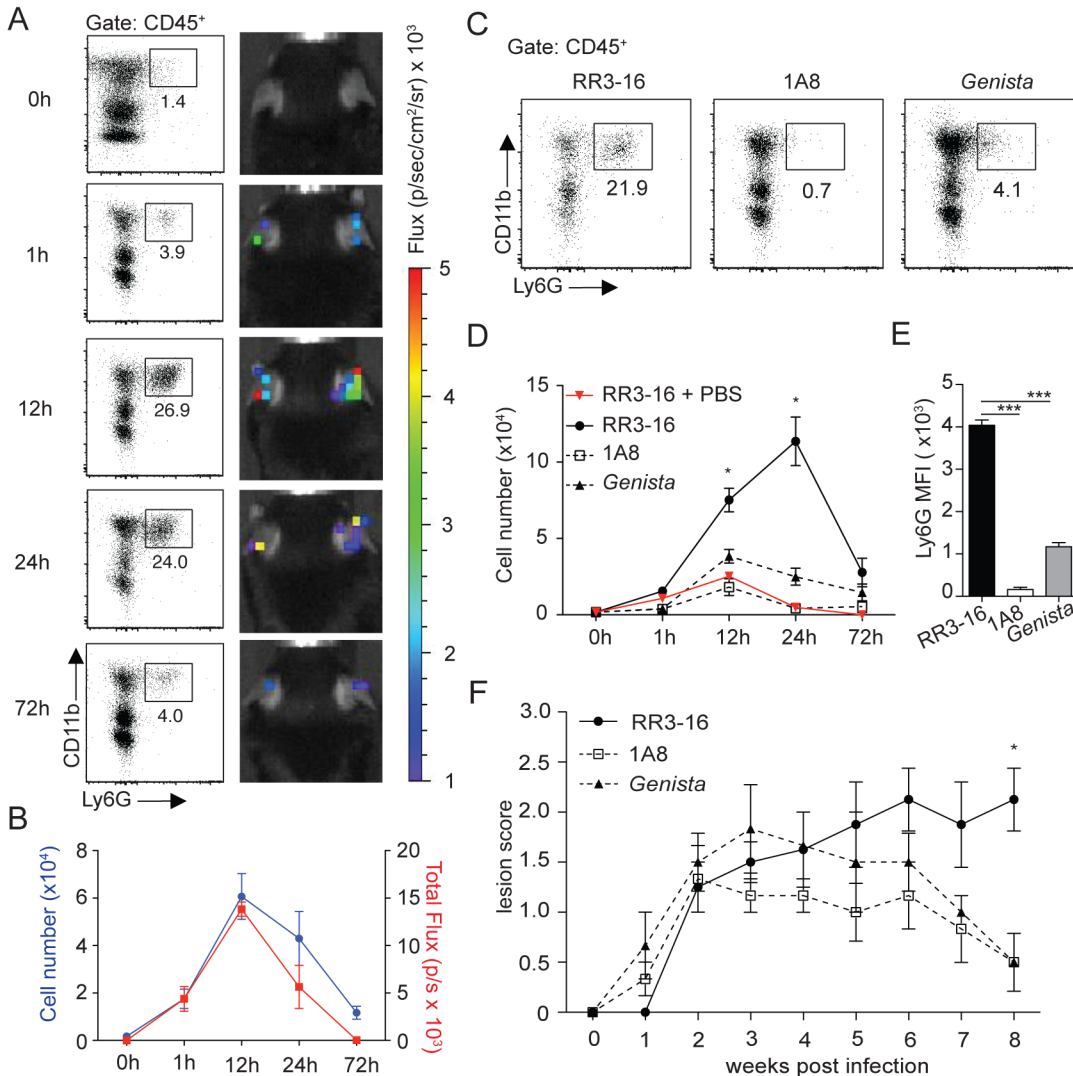 A
Gate: CD45⁺
0h
1.4
1h
3.9
12h
26.9
24h
24.0
72h
4.0
CD11b
Ly6G
Flux (p/sec/cm²/sr) × 10³
5
4
3
2
1
B
Cell number (x10⁴)
8
6
4
2
0
Total Flux (p/s x 10³)
20
15
10
5
0
0h 1h 12h 24h 72h
C
Gate: CD45⁺
RR3-16 1A8 Genista
21.9 0.7 4.1
CD11b
Ly6G
D
Cell number (x10⁴)
15
10
5
0
RR3-16 + PBS
RR3-16
1A8
Genista
*
*
0h 1h 12h 24h 72h
E
Ly6G MFI ( x10³)
5
4
3
2
1
0
***
***
RR3-16 1A8 Genista
F
lesion score
3.0
2.5
2.0
1.5
1.0
0.5
0
RR3-16
1A8
Genista
*
0 1 2 3 4 5 6 7 8
weeks post infection